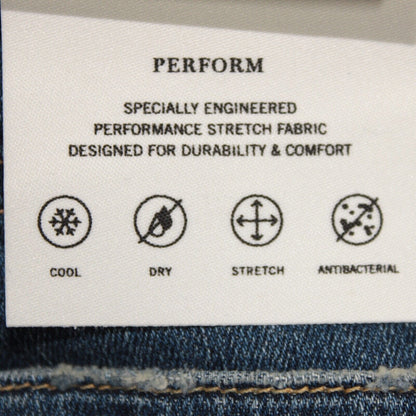 PERFORM
SPECIALLY ENGINEERED
PERFORMANCE STRETCH FABRIC
DESIGNED FOR DURABILITY & COMFORT
COOL DRY STRETCH ANTIBACTERIAL